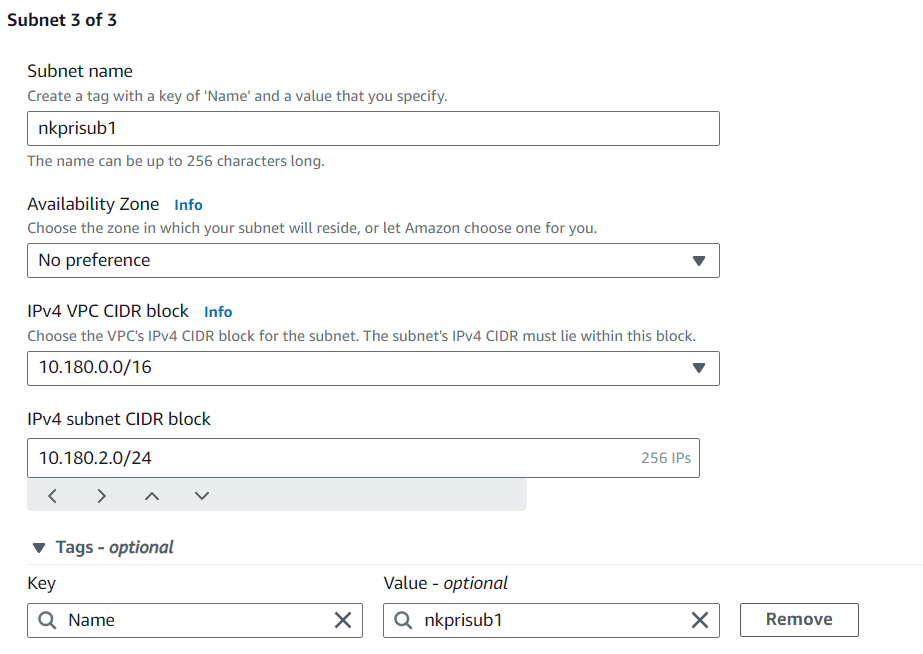 Subnet 3 of 3
Subnet name
Create a tag with a key of 'Name' and a value that you specify.
nkprisub1
The name can be up to 256 characters long.
Availability Zone Info
Choose the zone in which your subnet will reside, or let Amazon choose one for you.
No preference
IPv4 VPC CIDR block Info
Choose the VPC's IPv4 CIDR block for the subnet. The subnet's IPv4 CIDR must lie within this block.
10.180.0.0/16
IPv4 subnet CIDR block
10.180.2.0/24 256 IPs
Tags - optional
Key Value - optional
Name nkprisub1 Remove